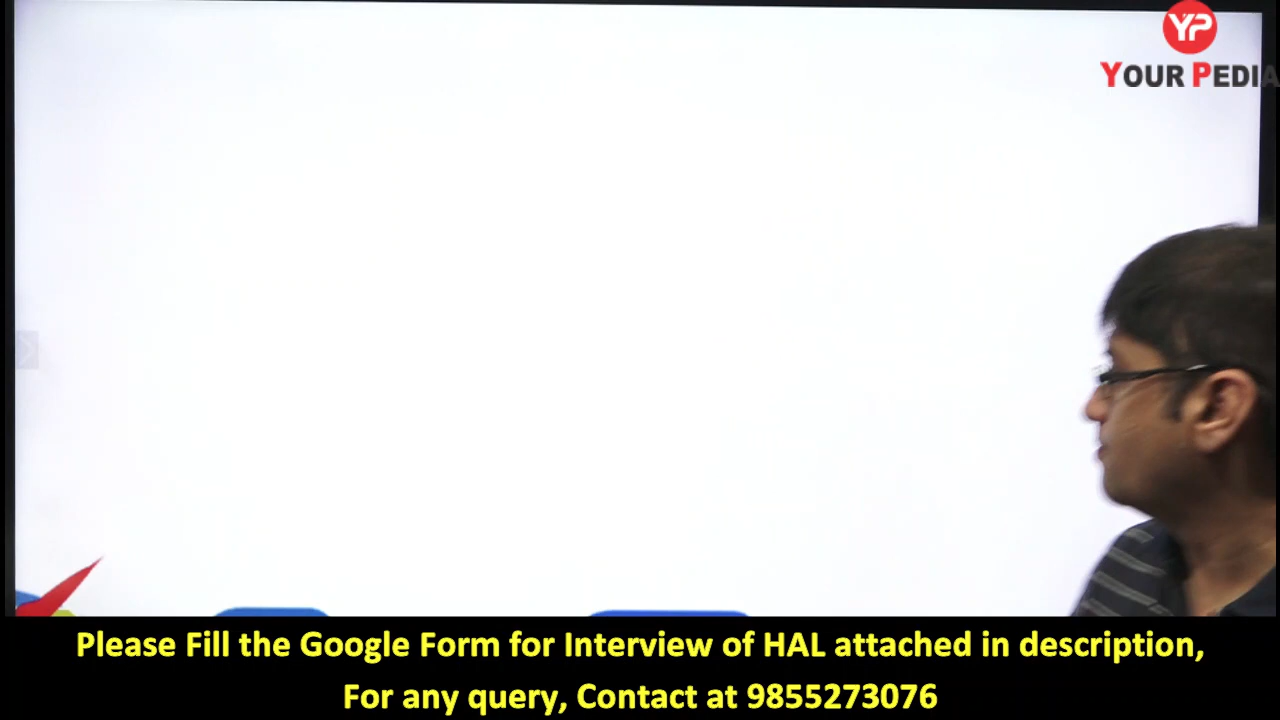 YP
YOUR PEDIA
Please Fill the Google Form for Interview of HAL attached in description,
For any query, Contact at 9855273076